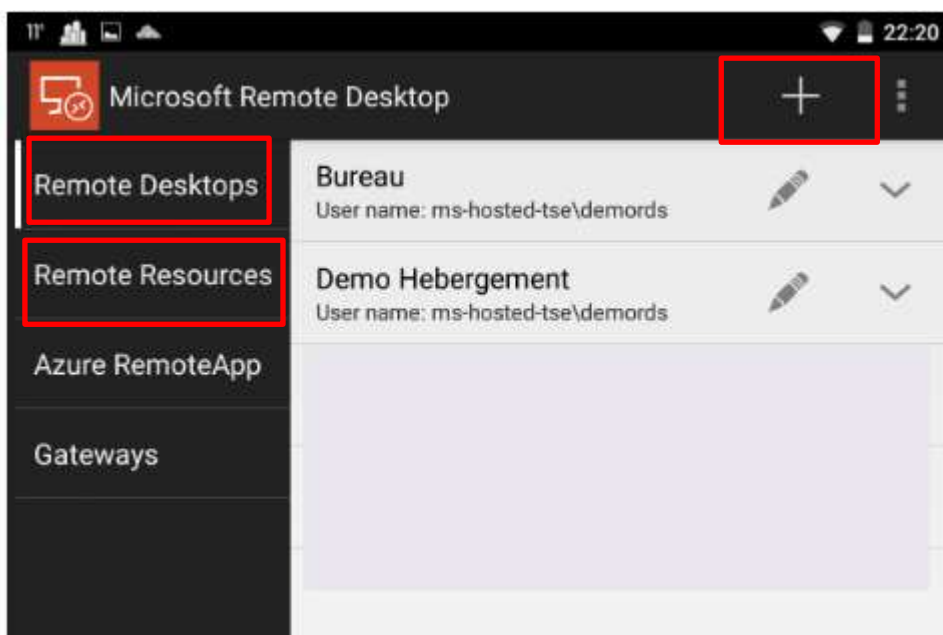 11° 22:20
Microsoft Remote Desktop
Remote Desktops
Remote Resources
Azure RemoteApp
Gateways
Bureau
User name: ms-hosted-tse\demords
Demo Hebergement
User name: ms-hosted-tse\demords